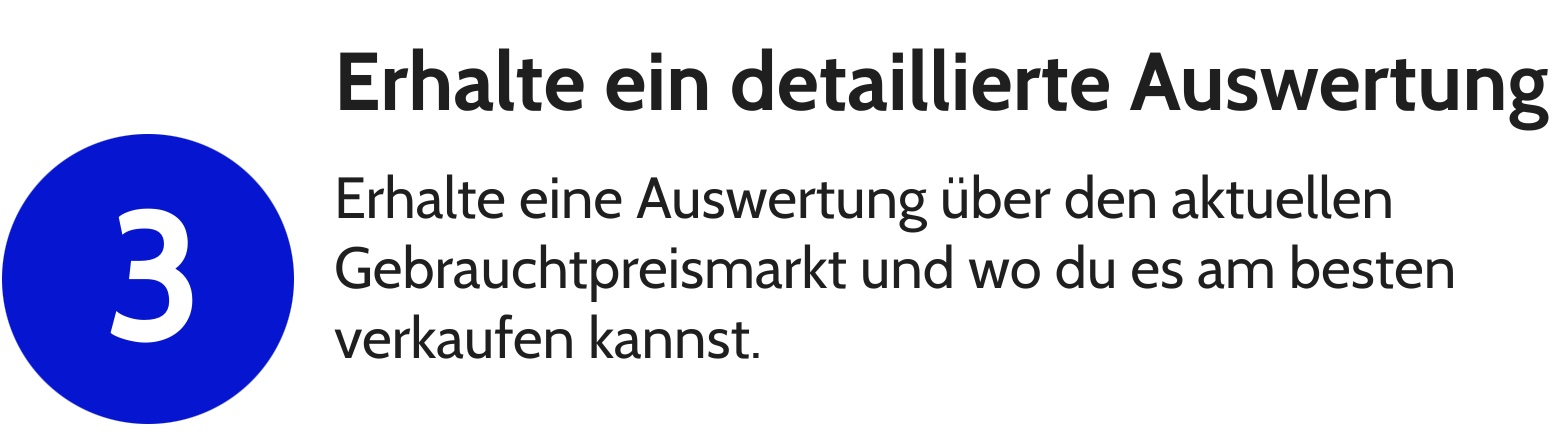 Erhalte ein detaillierte Auswertung
3
Erhalte eine Auswertung über den aktuellen
Gebrauchtpreismarkt und wo du es am besten
verkaufen kannst.